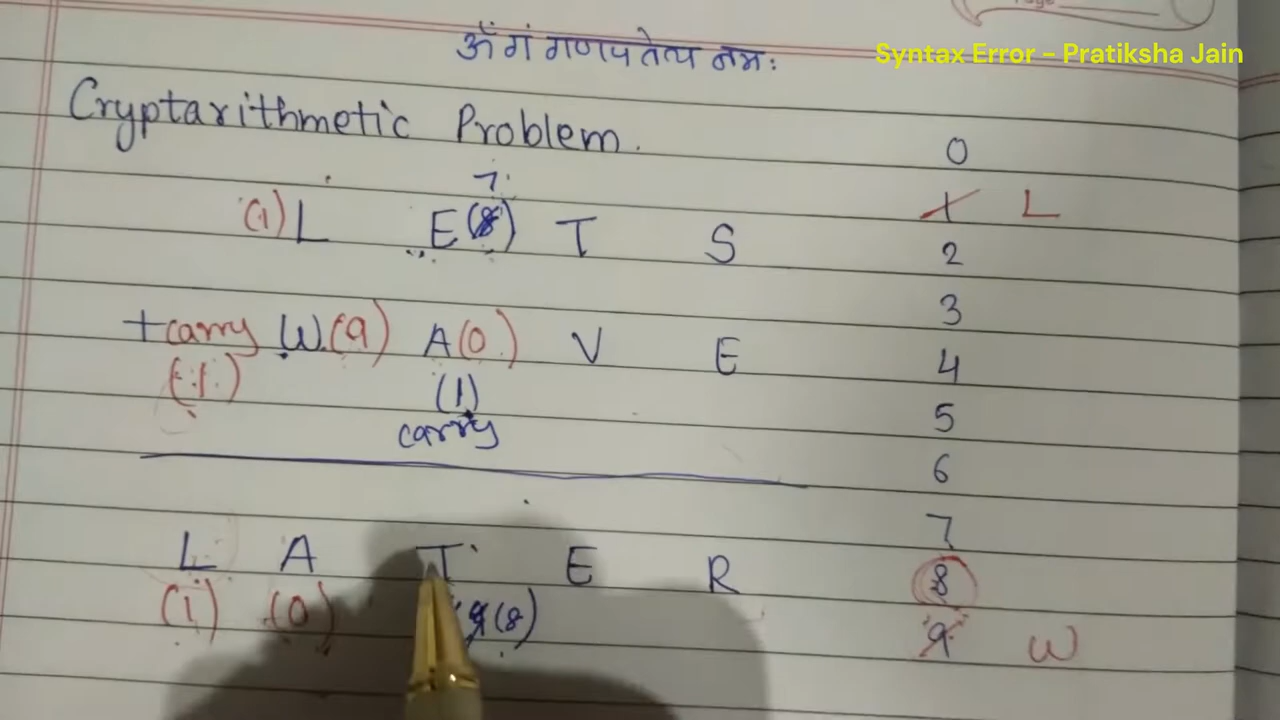 ॐ गं गणपतेय नमः
Syntax Error - Pratiksha Jain
Cryptarithmetic Problem.
0
7
(1) L E(8) T S
1 L
2
3
+carry W(9) A(0) V E
(1) (1)
4
carry
5
6
7
L A T E R
8
(1) (0) 9(8)
9 W